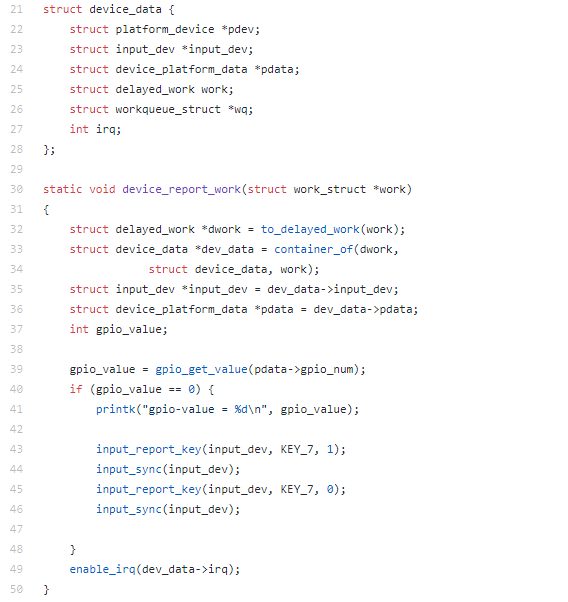 21 struct device_data {
22     struct platform_device *pdev;
23     struct input_dev *input_dev;
24     struct device_platform_data *pdata;
25     struct delayed_work work;
26     struct workqueue_struct *wq;
27     int irq;
28 };
29
30 static void device_report_work(struct work_struct *work)
31 {
32     struct delayed_work *dwork = to_delayed_work(work);
33     struct device_data *dev_data = container_of(dwork,
34                 struct device_data, work);
35     struct input_dev *input_dev = dev_data->input_dev;
36     struct device_platform_data *pdata = dev_data->pdata;
37     int gpio_value;
38
39     gpio_value = gpio_get_value(pdata->gpio_num);
40     if (gpio_value == 0) {
41         printk("gpio-value = %d\n", gpio_value);
42
43         input_report_key(input_dev, KEY_7, 1);
44         input_sync(input_dev);
45         input_report_key(input_dev, KEY_7, 0);
46         input_sync(input_dev);
47
48     }
49     enable_irq(dev_data->irq);
50 }